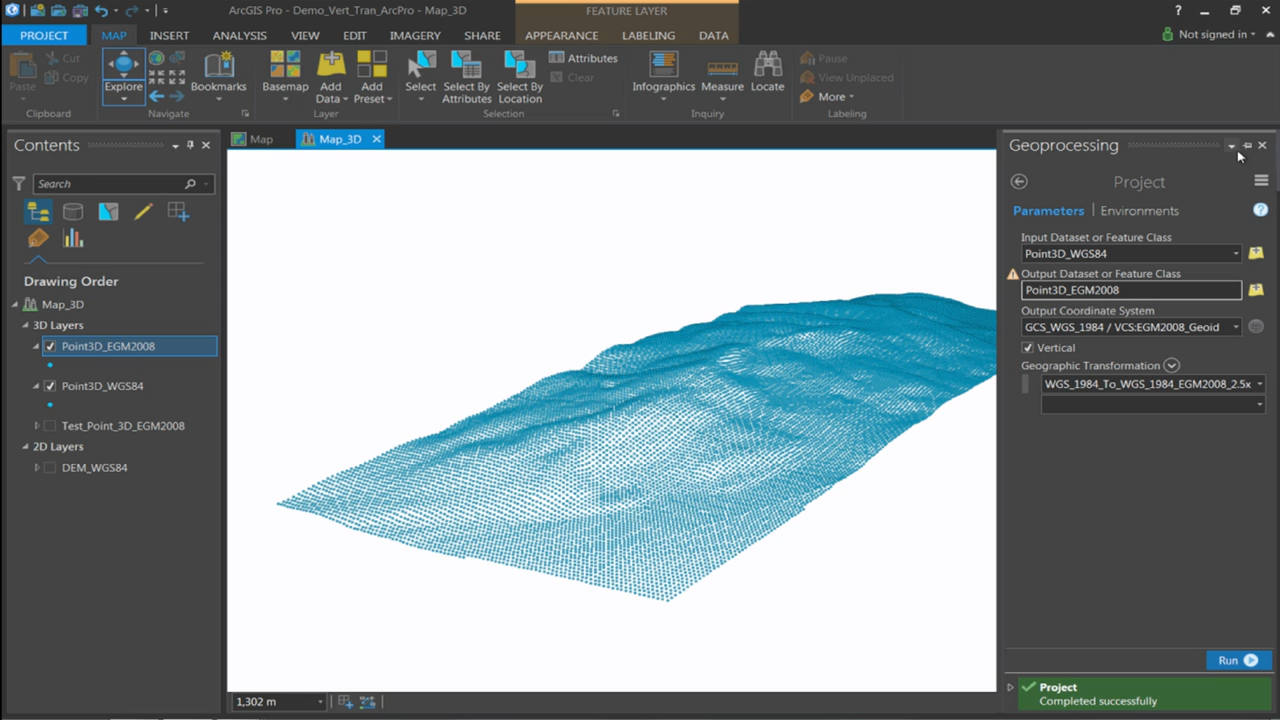 ArcGIS Pro - Demo_Vert_Tran_ArcPro - Map_3D
FEATURE LAYER
?
Not signed in
PROJECT
MAP
INSERT
ANALYSIS
VIEW
EDIT
IMAGERY
SHARE
APPEARANCE
LABELING
DATA
Paste
Cut
Copy
Clipboard
Explore
Bookmarks
Navigate
Basemap
Add Data
Add Preset
Layer
Select
Select By Attributes
Select By Location
Attributes
Clear
Selection
Infographics
Measure
Locate
Inquiry
Pause
View Unplaced
More
Labeling
Contents
Search
Drawing Order
Map_3D
3D Layers
Point3D_EGM2008
Point3D_WGS84
Test_Point_3D_EGM2008
2D Layers
DEM_WGS84
Map
Map_3D
1,302 m
Geoprocessing
Project
Parameters | Environments
?
Input Dataset or Feature Class
Point3D_WGS84
Output Dataset or Feature Class
Point3D_EGM2008
Output Coordinate System
GCS_WGS_1984 / VCS:EGM2008_Geoid
Vertical
Geographic Transformation
WGS_1984_To_WGS_1984_EGM2008_2.5x
Run
Project
Completed successfully